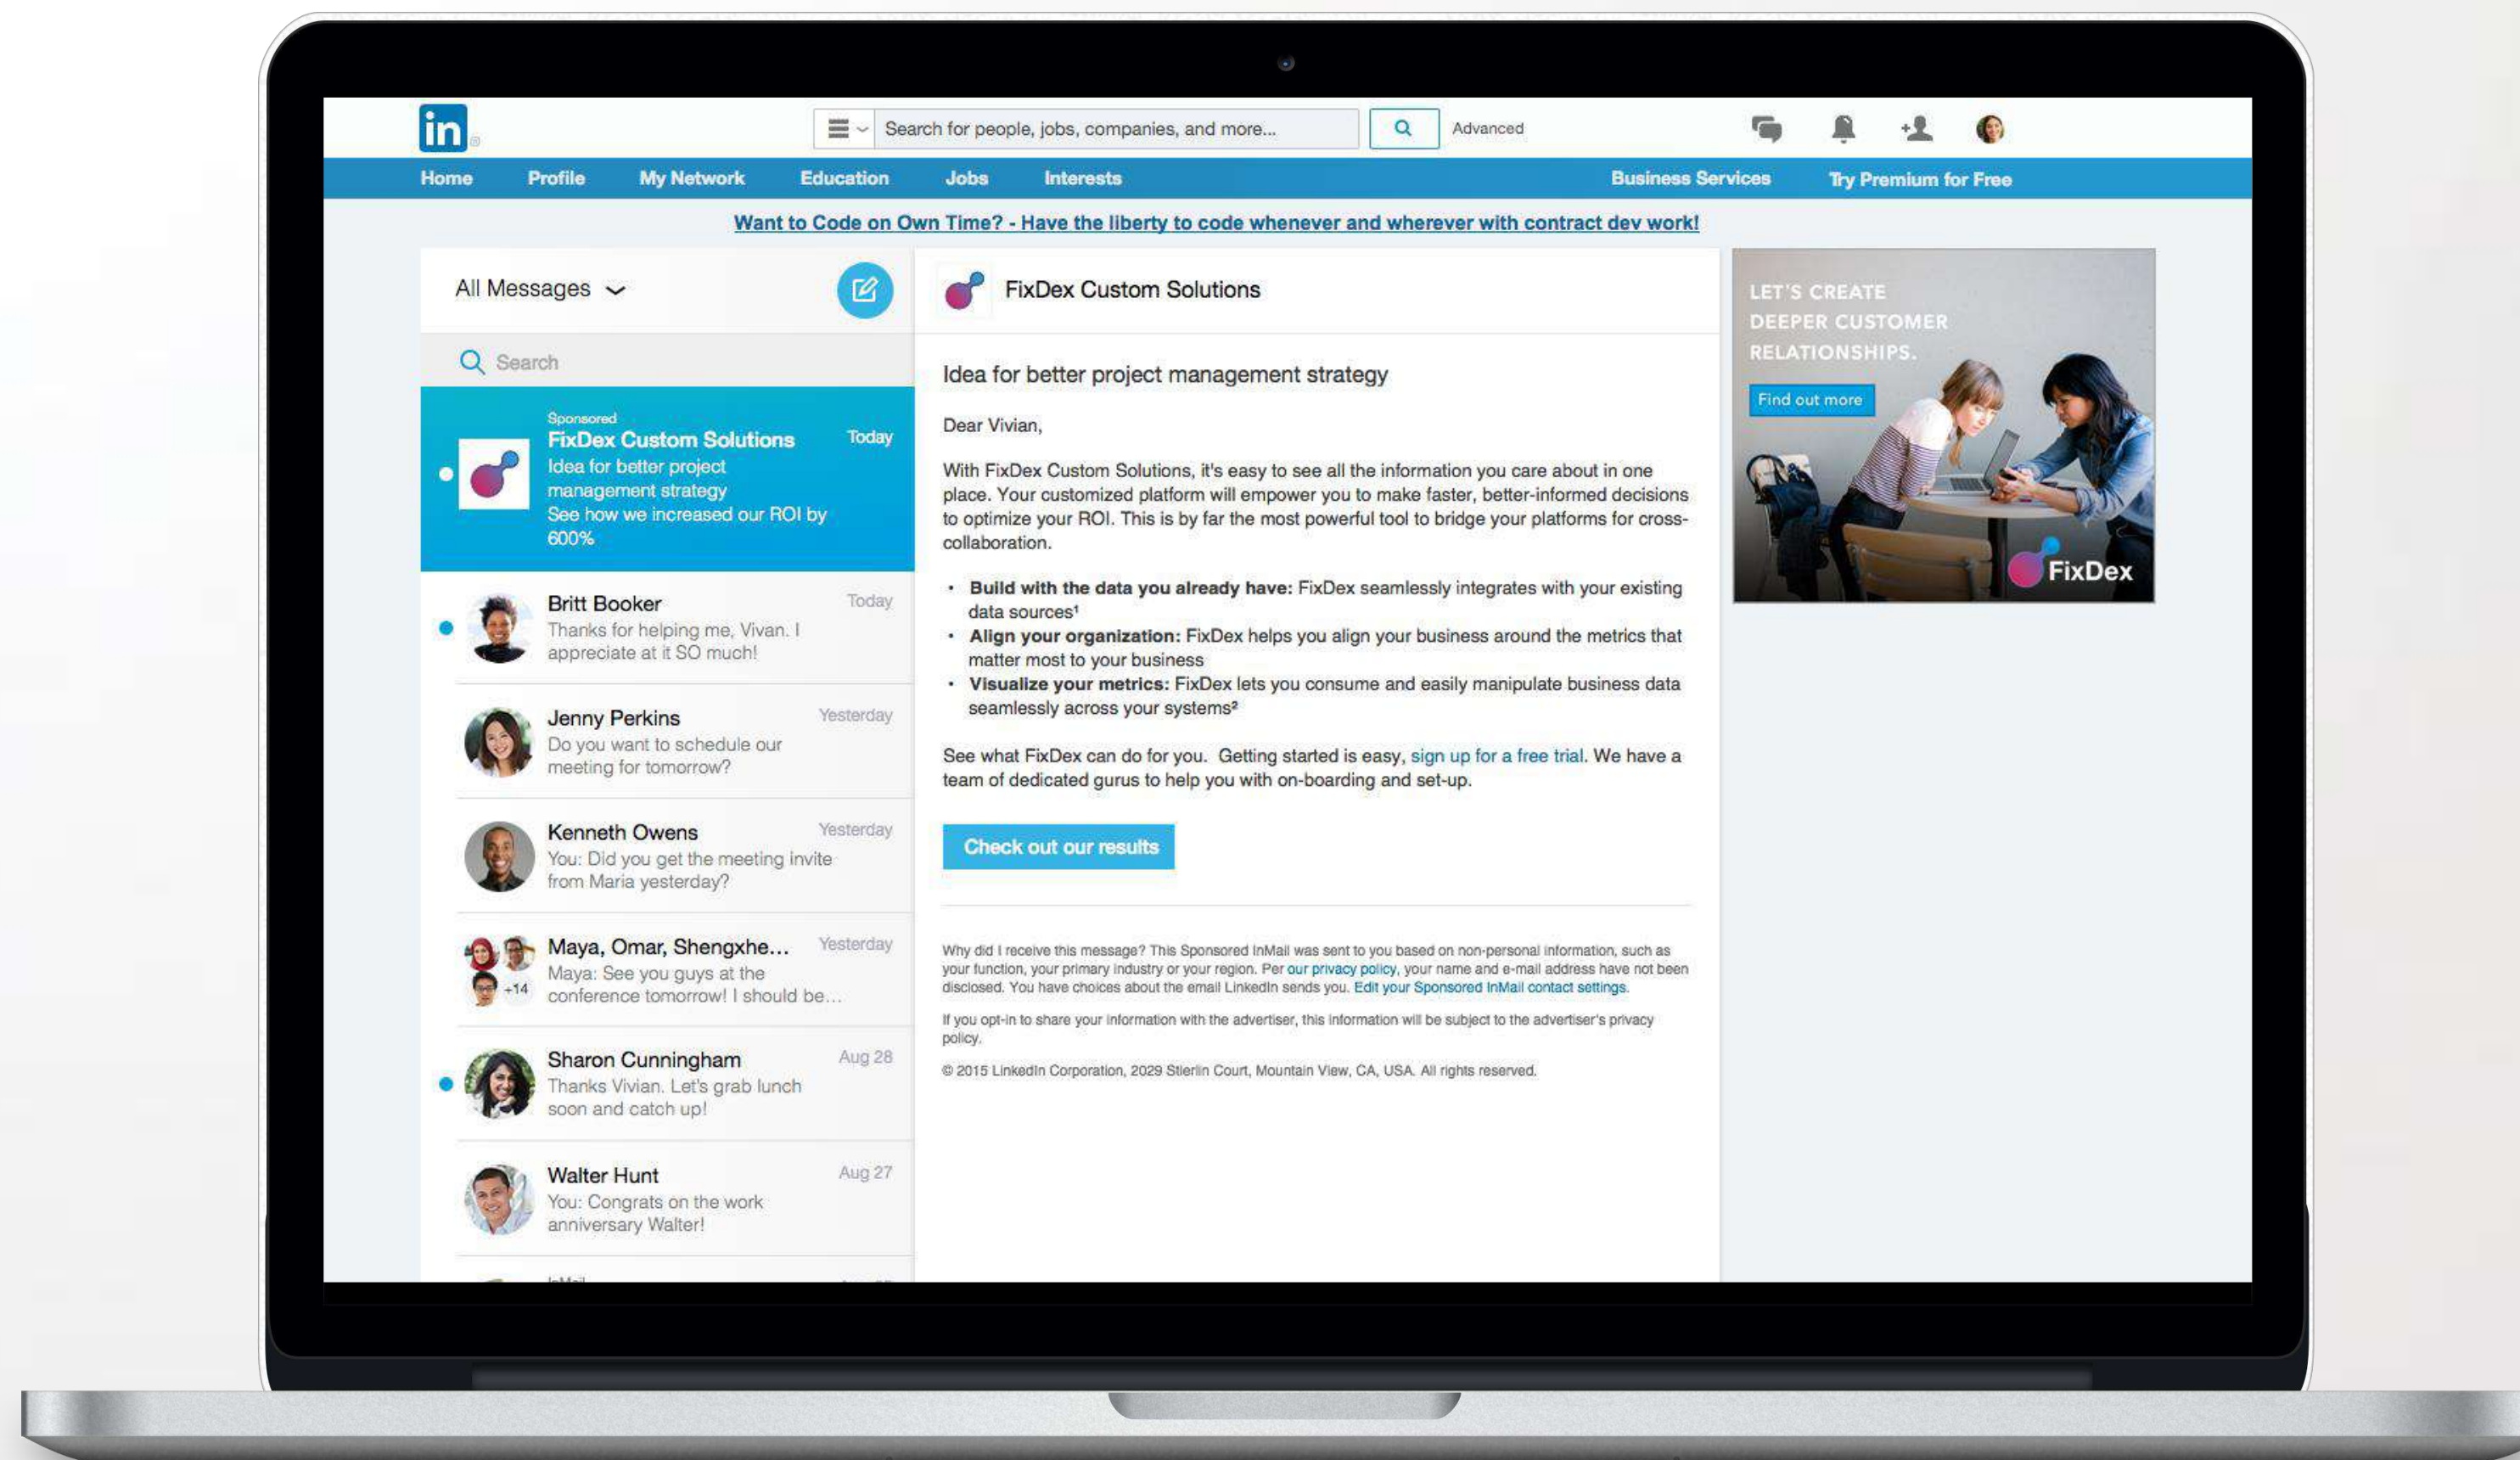 in
Search for people, jobs, companies, and more...
Advanced
Home Profile My Network Education Jobs Interests Business Services Try Premium for Free
Want to Code on Own Time? - Have the liberty to code whenever and wherever with contract dev work!
All Messages
Search
Sponsored
FixDex Custom Solutions Today
Idea for better project
management strategy
See how we increased our ROI by
600%
Britt Booker Today
Thanks for helping me, Vivan. I
appreciate at it SO much!
Jenny Perkins Yesterday
Do you want to schedule our
meeting for tomorrow?
Kenneth Owens Yesterday
You: Did you get the meeting invite
from Maria yesterday?
Maya, Omar, Shengxhe... Yesterday
Maya: See you guys at the
+14
conference tomorrow! I should be...
Sharon Cunningham Aug 28
Thanks Vivian. Let's grab lunch
soon and catch up!
Walter Hunt Aug 27
You: Congrats on the work
anniversary Walter!
InMail
FixDex Custom Solutions
Idea for better project management strategy
Dear Vivian,
With FixDex Custom Solutions, it's easy to see all the information you care about in one
place. Your customized platform will empower you to make faster, better-informed decisions
to optimize your ROI. This is by far the most powerful tool to bridge your platforms for cross-
collaboration.
• Build with the data you already have: FixDex seamlessly integrates with your existing
data sources¹
• Align your organization: FixDex helps you align your business around the metrics that
matter most to your business
• Visualize your metrics: FixDex lets you consume and easily manipulate business data
seamlessly across your systems²
See what FixDex can do for you. Getting started is easy, sign up for a free trial. We have a
team of dedicated gurus to help you with on-boarding and set-up.
Check out our results
Why did I receive this message? This Sponsored InMail was sent to you based on non-personal information, such as
your function, your primary industry or your region. Per our privacy policy, your name and e-mail address have not been
disclosed. You have choices about the email LinkedIn sends you. Edit your Sponsored InMail contact settings.
If you opt-in to share your information with the advertiser, this information will be subject to the advertiser's privacy
policy.
© 2015 LinkedIn Corporation, 2029 Stierlin Court, Mountain View, CA, USA. All rights reserved.
LET'S CREATE
DEEPER CUSTOMER
RELATIONSHIPS.
Find out more
FixDex